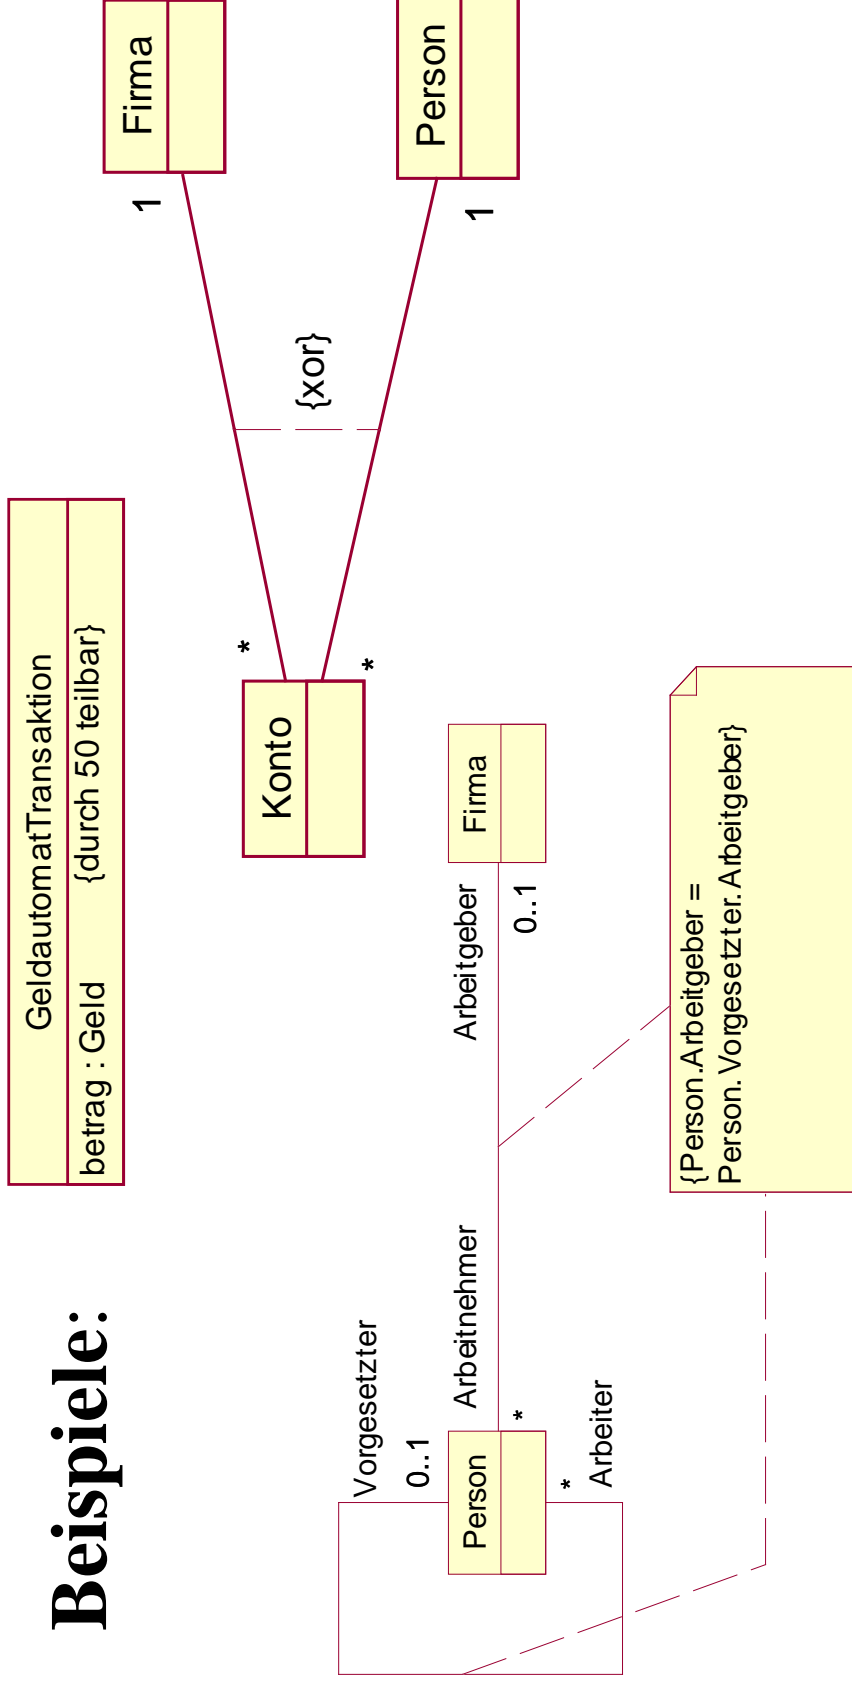 Beispiele:
GeldautomatTransaktion
betrag : Geld {durch 50 teilbar}
Konto
*
*
{xor}
1
Firma
1
Person
Vorgesetzter
0..1
Person
*
Arbeiter
Arbeitnehmer
*
Arbeitgeber
0..1
Firma
{Person.Arbeitgeber =
Person.Vorgesetzter.Arbeitgeber}